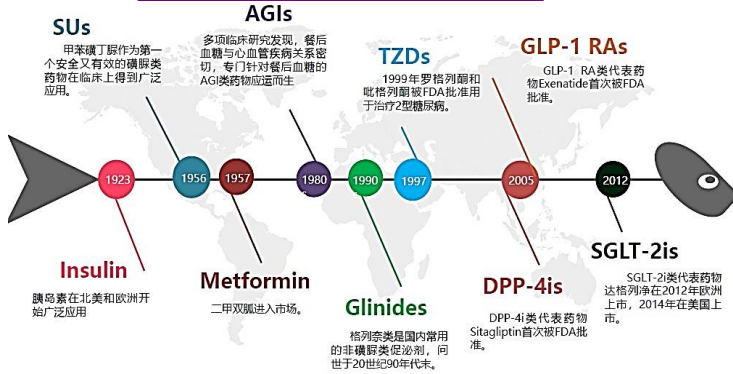 SUs
甲苯磺丁脲作为第一
个安全又有效的磺脲类
药物在临床上得到广泛
应用。
AGIs
多项临床研究发现，餐后
血糖与心血管疾病关系密
切，专门针对餐后血糖的
AGI类药物应运而生
TZDs
1999年罗格列酮和
吡格列酮被FDA批准用
于治疗2型糖尿病。
GLP-1 RAs
GLP-1 RA类代表药
物Exenatide首次被FDA
批准。
1923
1956
1957
1980
1990
1997
2005
2012
Insulin
胰岛素在北美和欧洲开
始广泛应用
Metformin
二甲双胍进入市场。
Glinides
格列奈类是国内常用
的非磺脲类促泌剂，问
世于20世纪90年代末。
DPP-4is
DPP-4i类代表药物
Sitagliptin首次被FDA批
准。
SGLT-2is
SGLT-2i类代表药物
达格列净在2012年欧洲
上市，2014年在美国上
市。